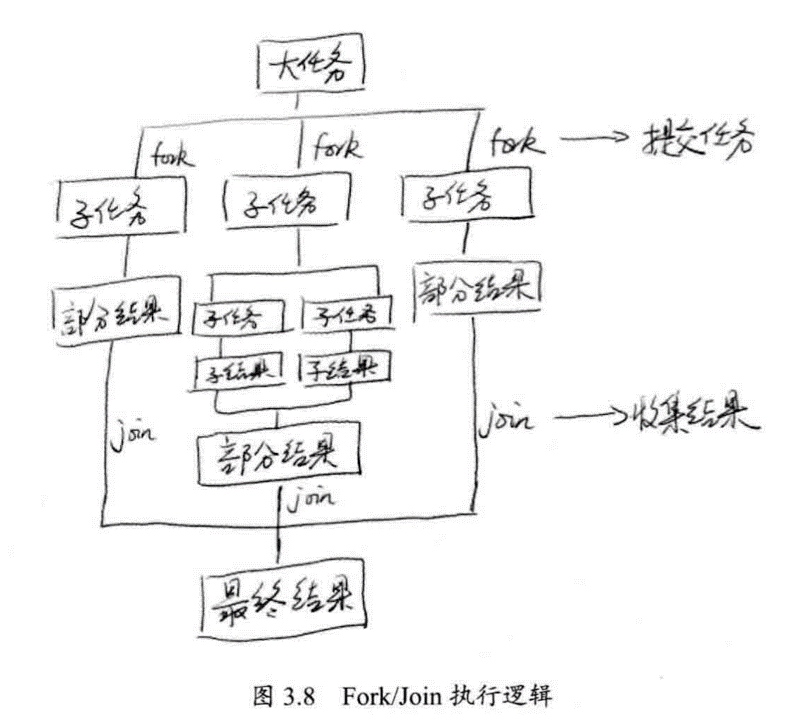 大任务
fork fork fork → 提交任务
子任务 子任务 子任务
部分结果 部分结果
子任务 子任务
子结果 子结果
join join → 收集结果
部分结果
join
最终结果
图 3.8 Fork/Join 执行逻辑